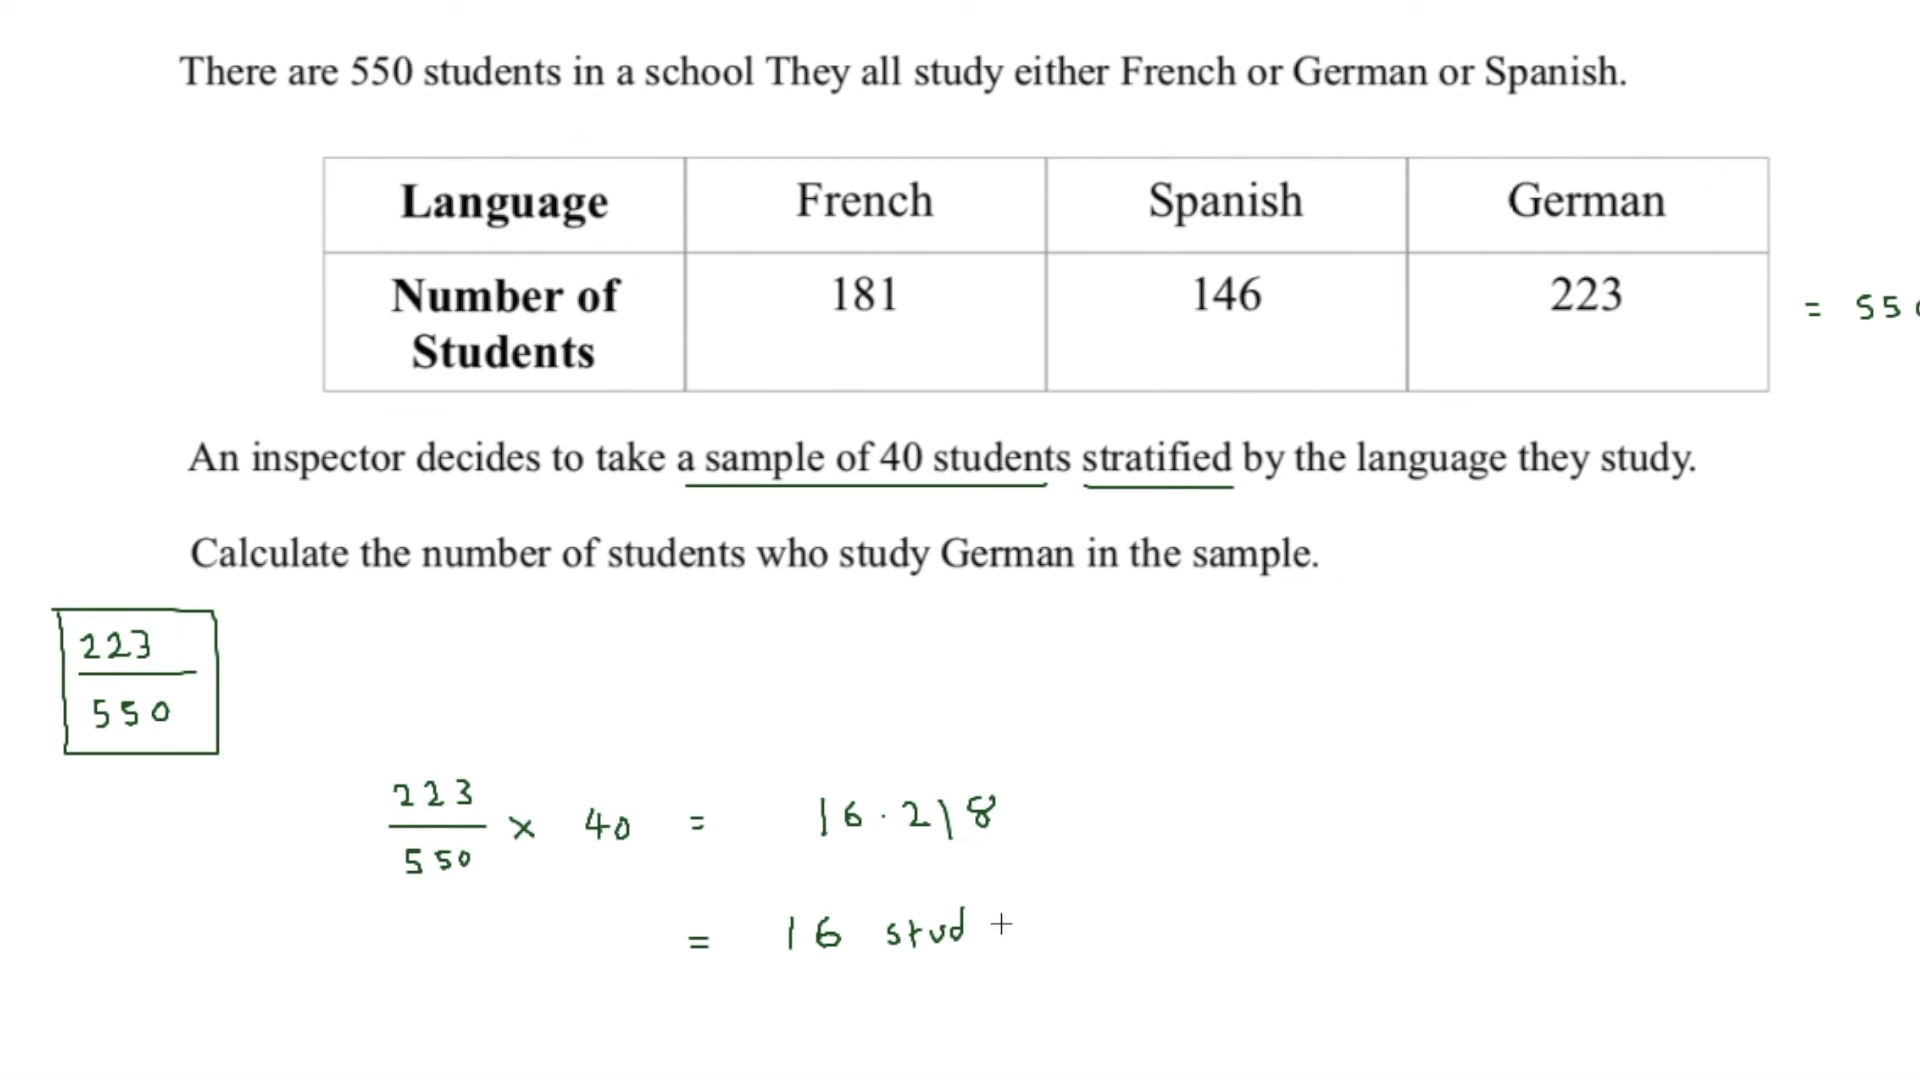 There are 550 students in a school They all study either French or German or Spanish.
Language French Spanish German
Number of Students 181 146 223 = 550
An inspector decides to take a sample of 40 students stratified by the language they study.
Calculate the number of students who study German in the sample.
223
550
223
× 40 = 16.218
550
= 16 stud